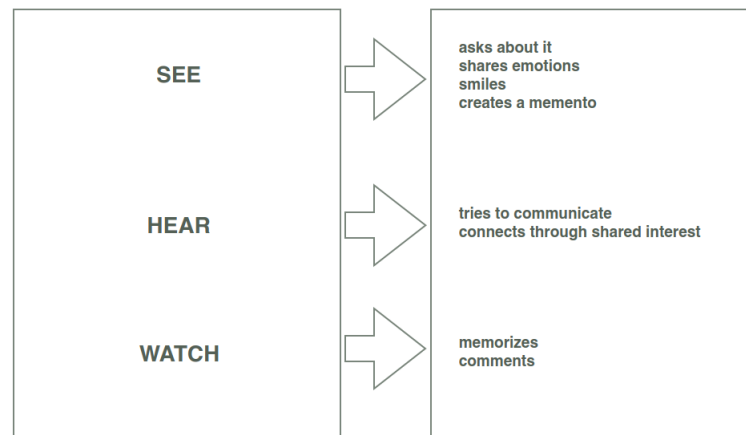 SEE
asks about it
shares emotions
smiles
creates a memento
HEAR
tries to communicate
connects through shared interest
WATCH
memorizes
comments